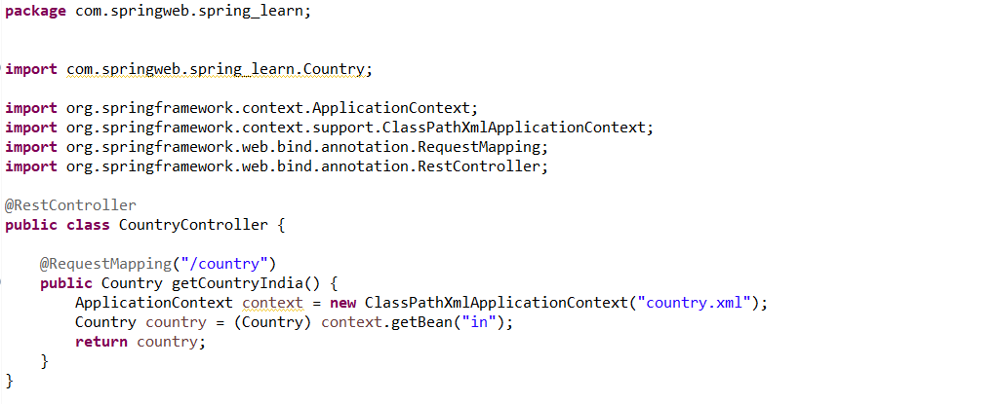 package com.springweb.spring_learn;
import com.springweb.spring_learn.Country;
import org.springframework.context.ApplicationContext;
import org.springframework.context.support.ClassPathXmlApplicationContext;
import org.springframework.web.bind.annotation.RequestMapping;
import org.springframework.web.bind.annotation.RestController;
@RestController
public class CountryController {
@RequestMapping("/country")
public Country getCountryIndia() {
ApplicationContext context = new ClassPathXmlApplicationContext("country.xml");
Country country = (Country) context.getBean("in");
return country;
}
}